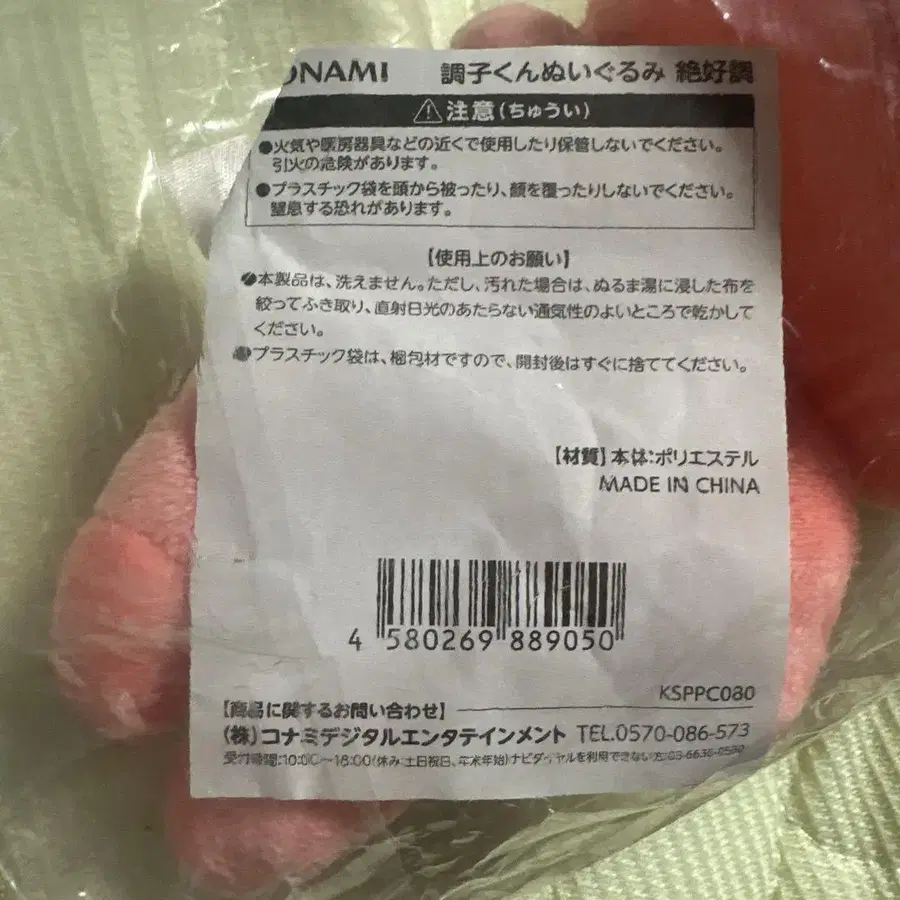 ONAMI 調子くんぬいぐるみ 絶好調
注意(ちゅうい)
●火気や暖房器具などの近くで使用したり保管しないでください。
引火の危険があります。
●プラスチック袋を頭から被ったり、顔を覆ったりしないでください。
窒息する恐れがあります。
【使用上のお願い】
●本製品は、洗えません。ただし、汚れた場合は、ぬるま湯に浸した布を
絞ってふき取り、直射日光のあたらない通気性のよいところで乾かして
ください。
●プラスチック袋は、梱包材ですので、開封後はすぐに捨ててください。
【材質】本体:ポリエステル
MADE IN CHINA
4 580269 889050
KSPPC080
【商品に関するお問い合わせ】
(株)コナミデジタルエンタテインメント TEL.0570-086-573
受付時間:10:00~18:00(休み:土日祝日、年末年始)ナビダイヤルを利用できない方: